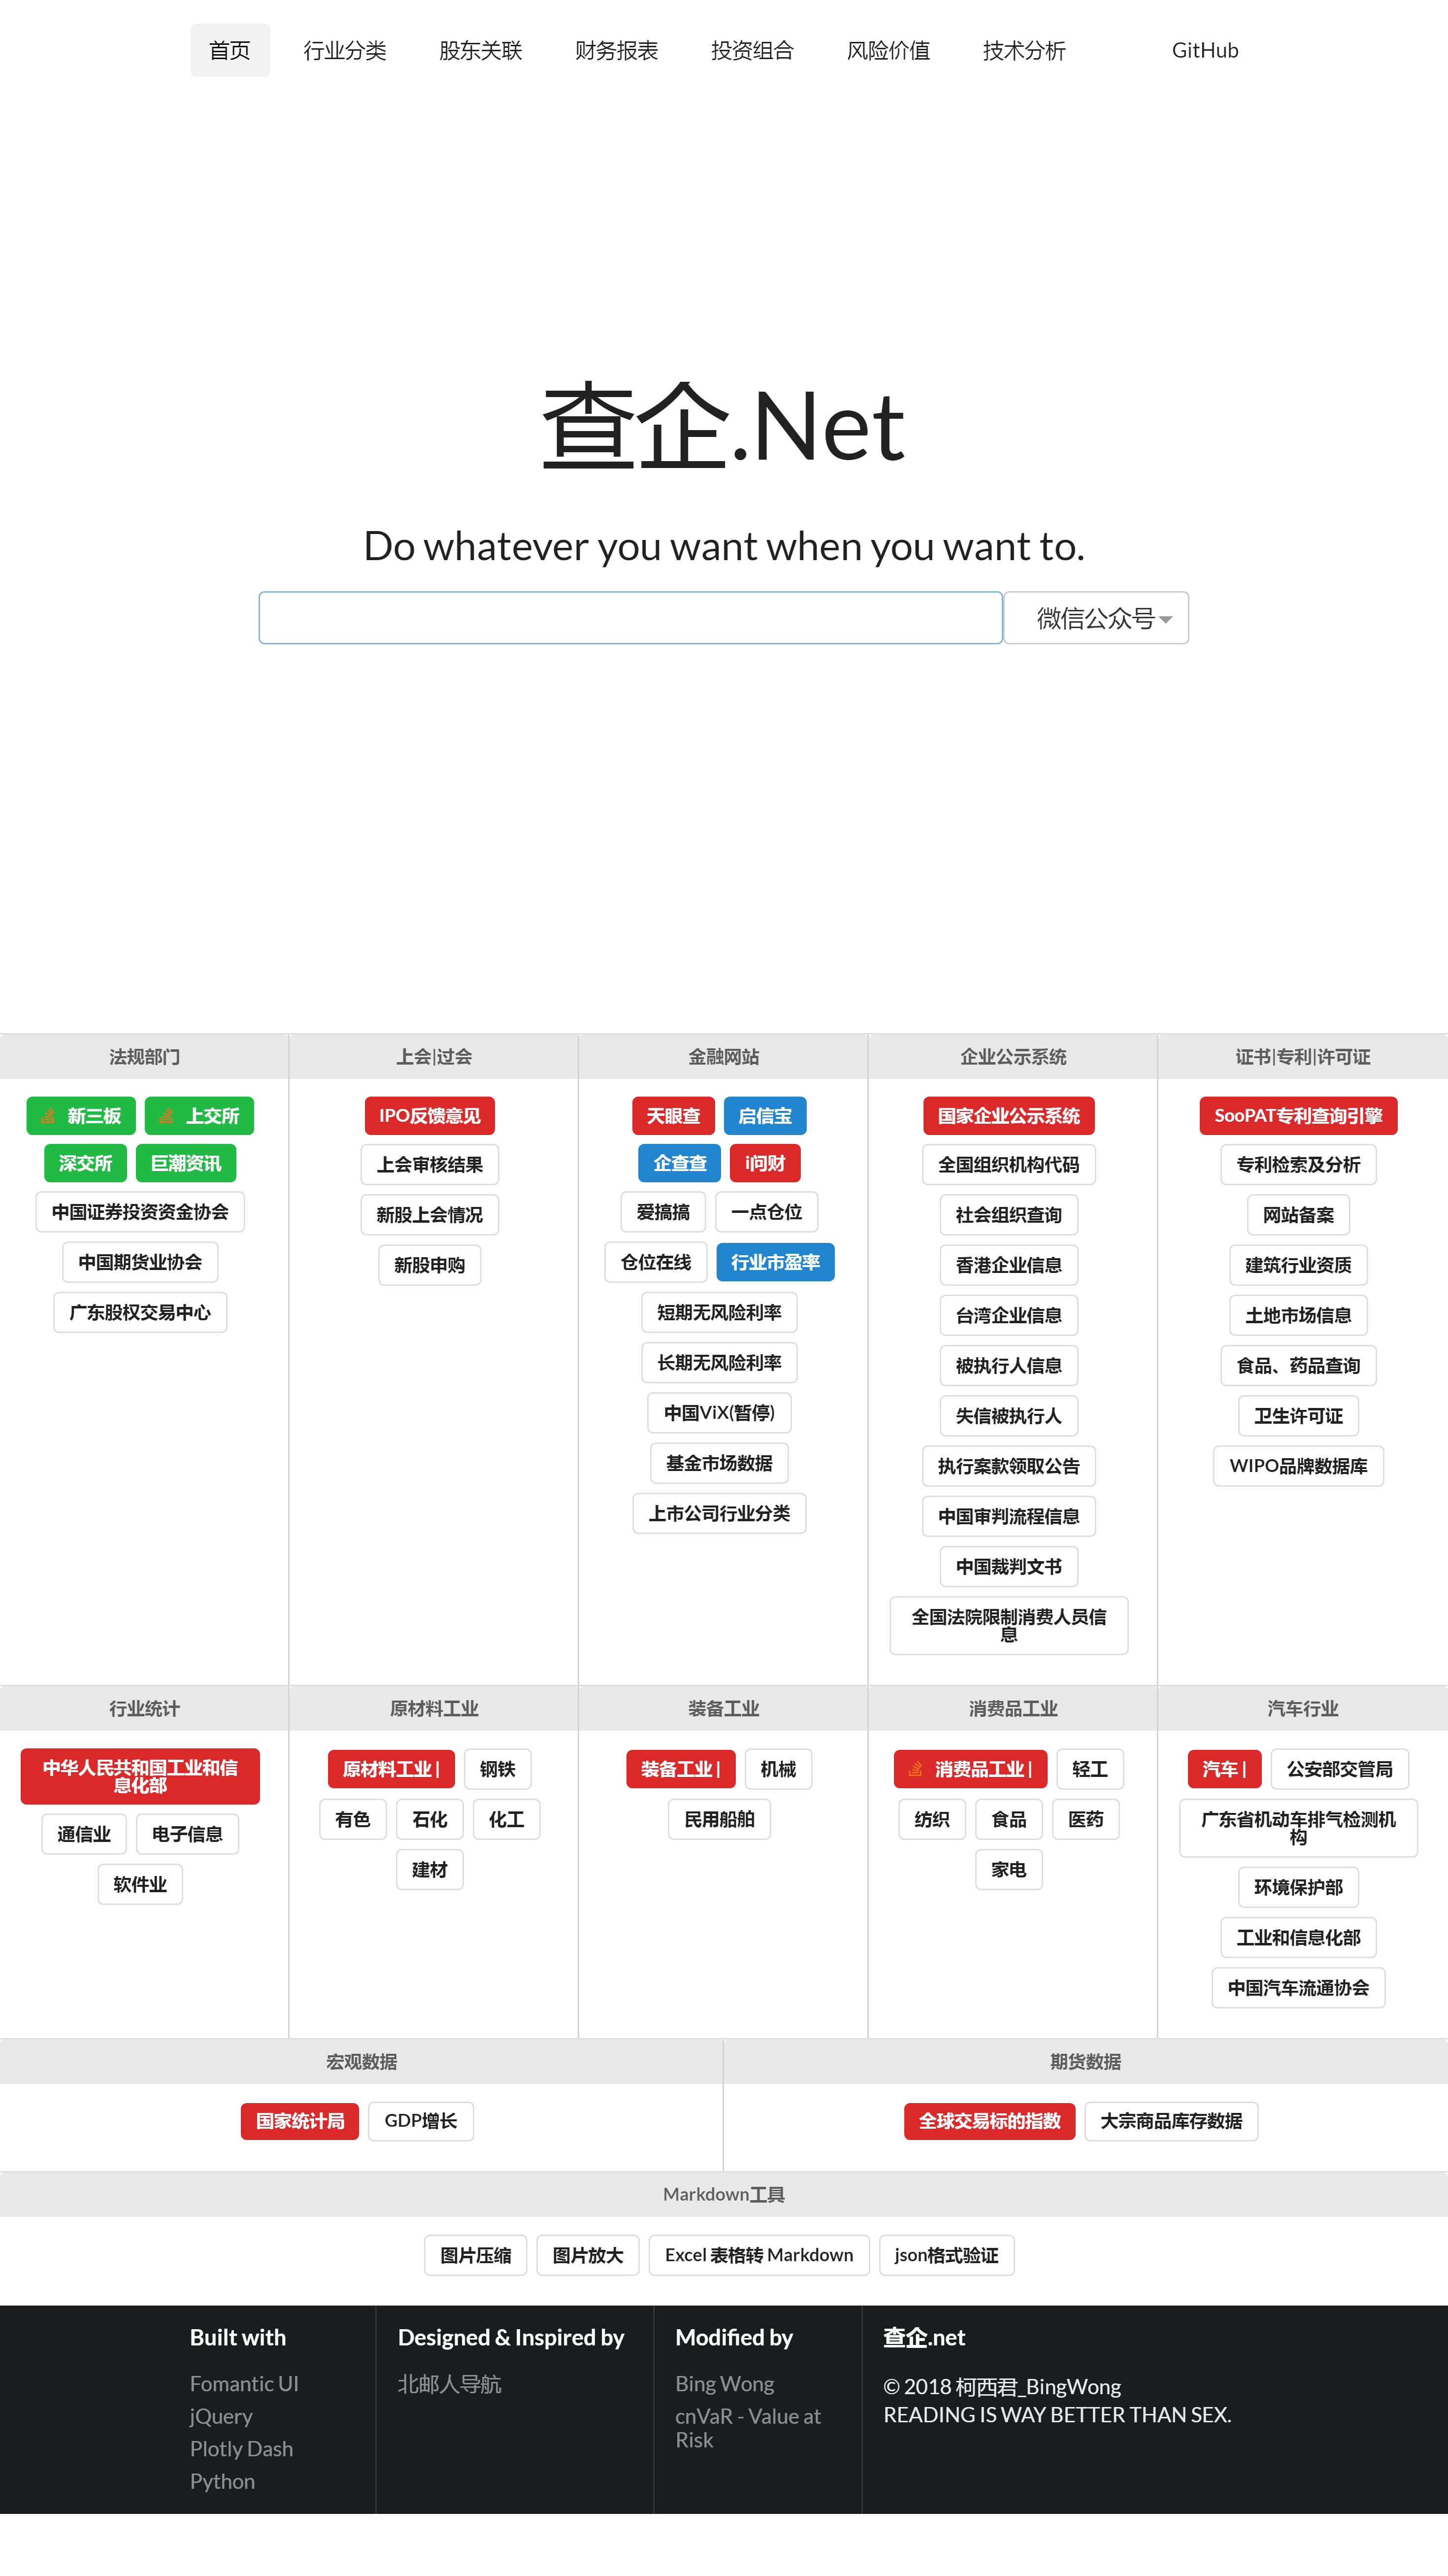 首页 行业分类 股东关联 财务报表 投资组合 风险价值 技术分析 GitHub
查企.Net
Do whatever you want when you want to.
微信公众号
法规部门
新三板 上交所
深交所 巨潮资讯
中国证券投资资金协会
中国期货业协会
广东股权交易中心
上会|过会
IPO反馈意见
上会审核结果
新股上会情况
新股申购
金融网站
天眼查 启信宝
企查查 i问财
爱搞搞 一点仓位
仓位在线 行业市盈率
短期无风险利率
长期无风险利率
中国ViX(暂停)
基金市场数据
上市公司行业分类
企业公示系统
国家企业公示系统
全国组织机构代码
社会组织查询
香港企业信息
台湾企业信息
被执行人信息
失信被执行人
执行案款领取公告
中国审判流程信息
中国裁判文书
全国法院限制消费人员信
息
证书|专利|许可证
SooPAT专利查询引擎
专利检索及分析
网站备案
建筑行业资质
土地市场信息
食品、药品查询
卫生许可证
WIPO品牌数据库
行业统计
中华人民共和国工业和信
息化部
通信业 电子信息
软件业
原材料工业
原材料工业 | 钢铁
有色 石化 化工
建材
装备工业
装备工业 | 机械
民用船舶
消费品工业
消费品工业 | 轻工
纺织 食品 医药
家电
汽车行业
汽车 | 公安部交管局
广东省机动车排气检测机
构
环境保护部
工业和信息化部
中国汽车流通协会
宏观数据
国家统计局 GDP增长
期货数据
全球交易标的指数 大宗商品库存数据
Markdown工具
图片压缩 图片放大 Excel 表格转 Markdown json格式验证
Built with
Fomantic UI
jQuery
Plotly Dash
Python
Designed & Inspired by
北邮人导航
Modified by
Bing Wong
cnVaR - Value at
Risk
查企.net
© 2018 柯西君_BingWong
READING IS WAY BETTER THAN SEX.